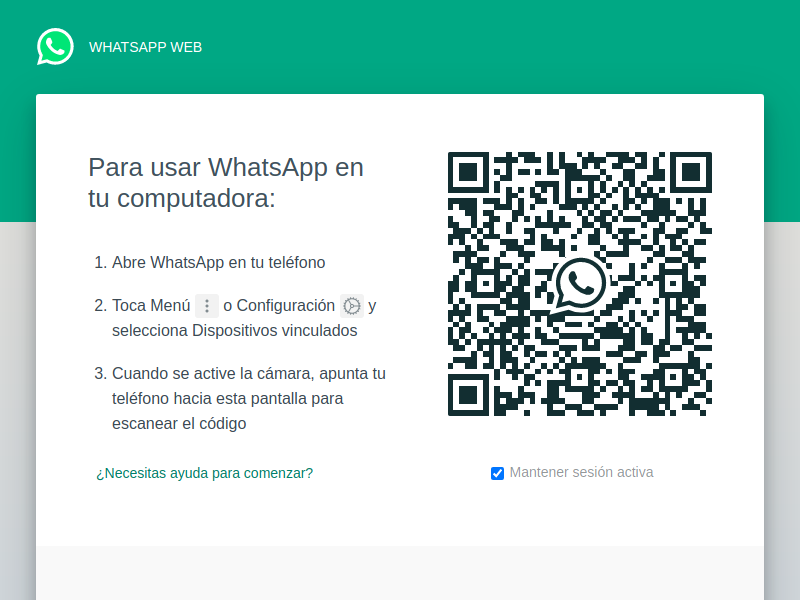 WHATSAPP WEB
Para usar WhatsApp en
tu computadora:
1. Abre WhatsApp en tu teléfono
2. Toca Menú o Configuración y
selecciona Dispositivos vinculados
3. Cuando se active la cámara, apunta tu
teléfono hacia esta pantalla para
escanear el código
¿Necesitas ayuda para comenzar?
Mantener sesión activa